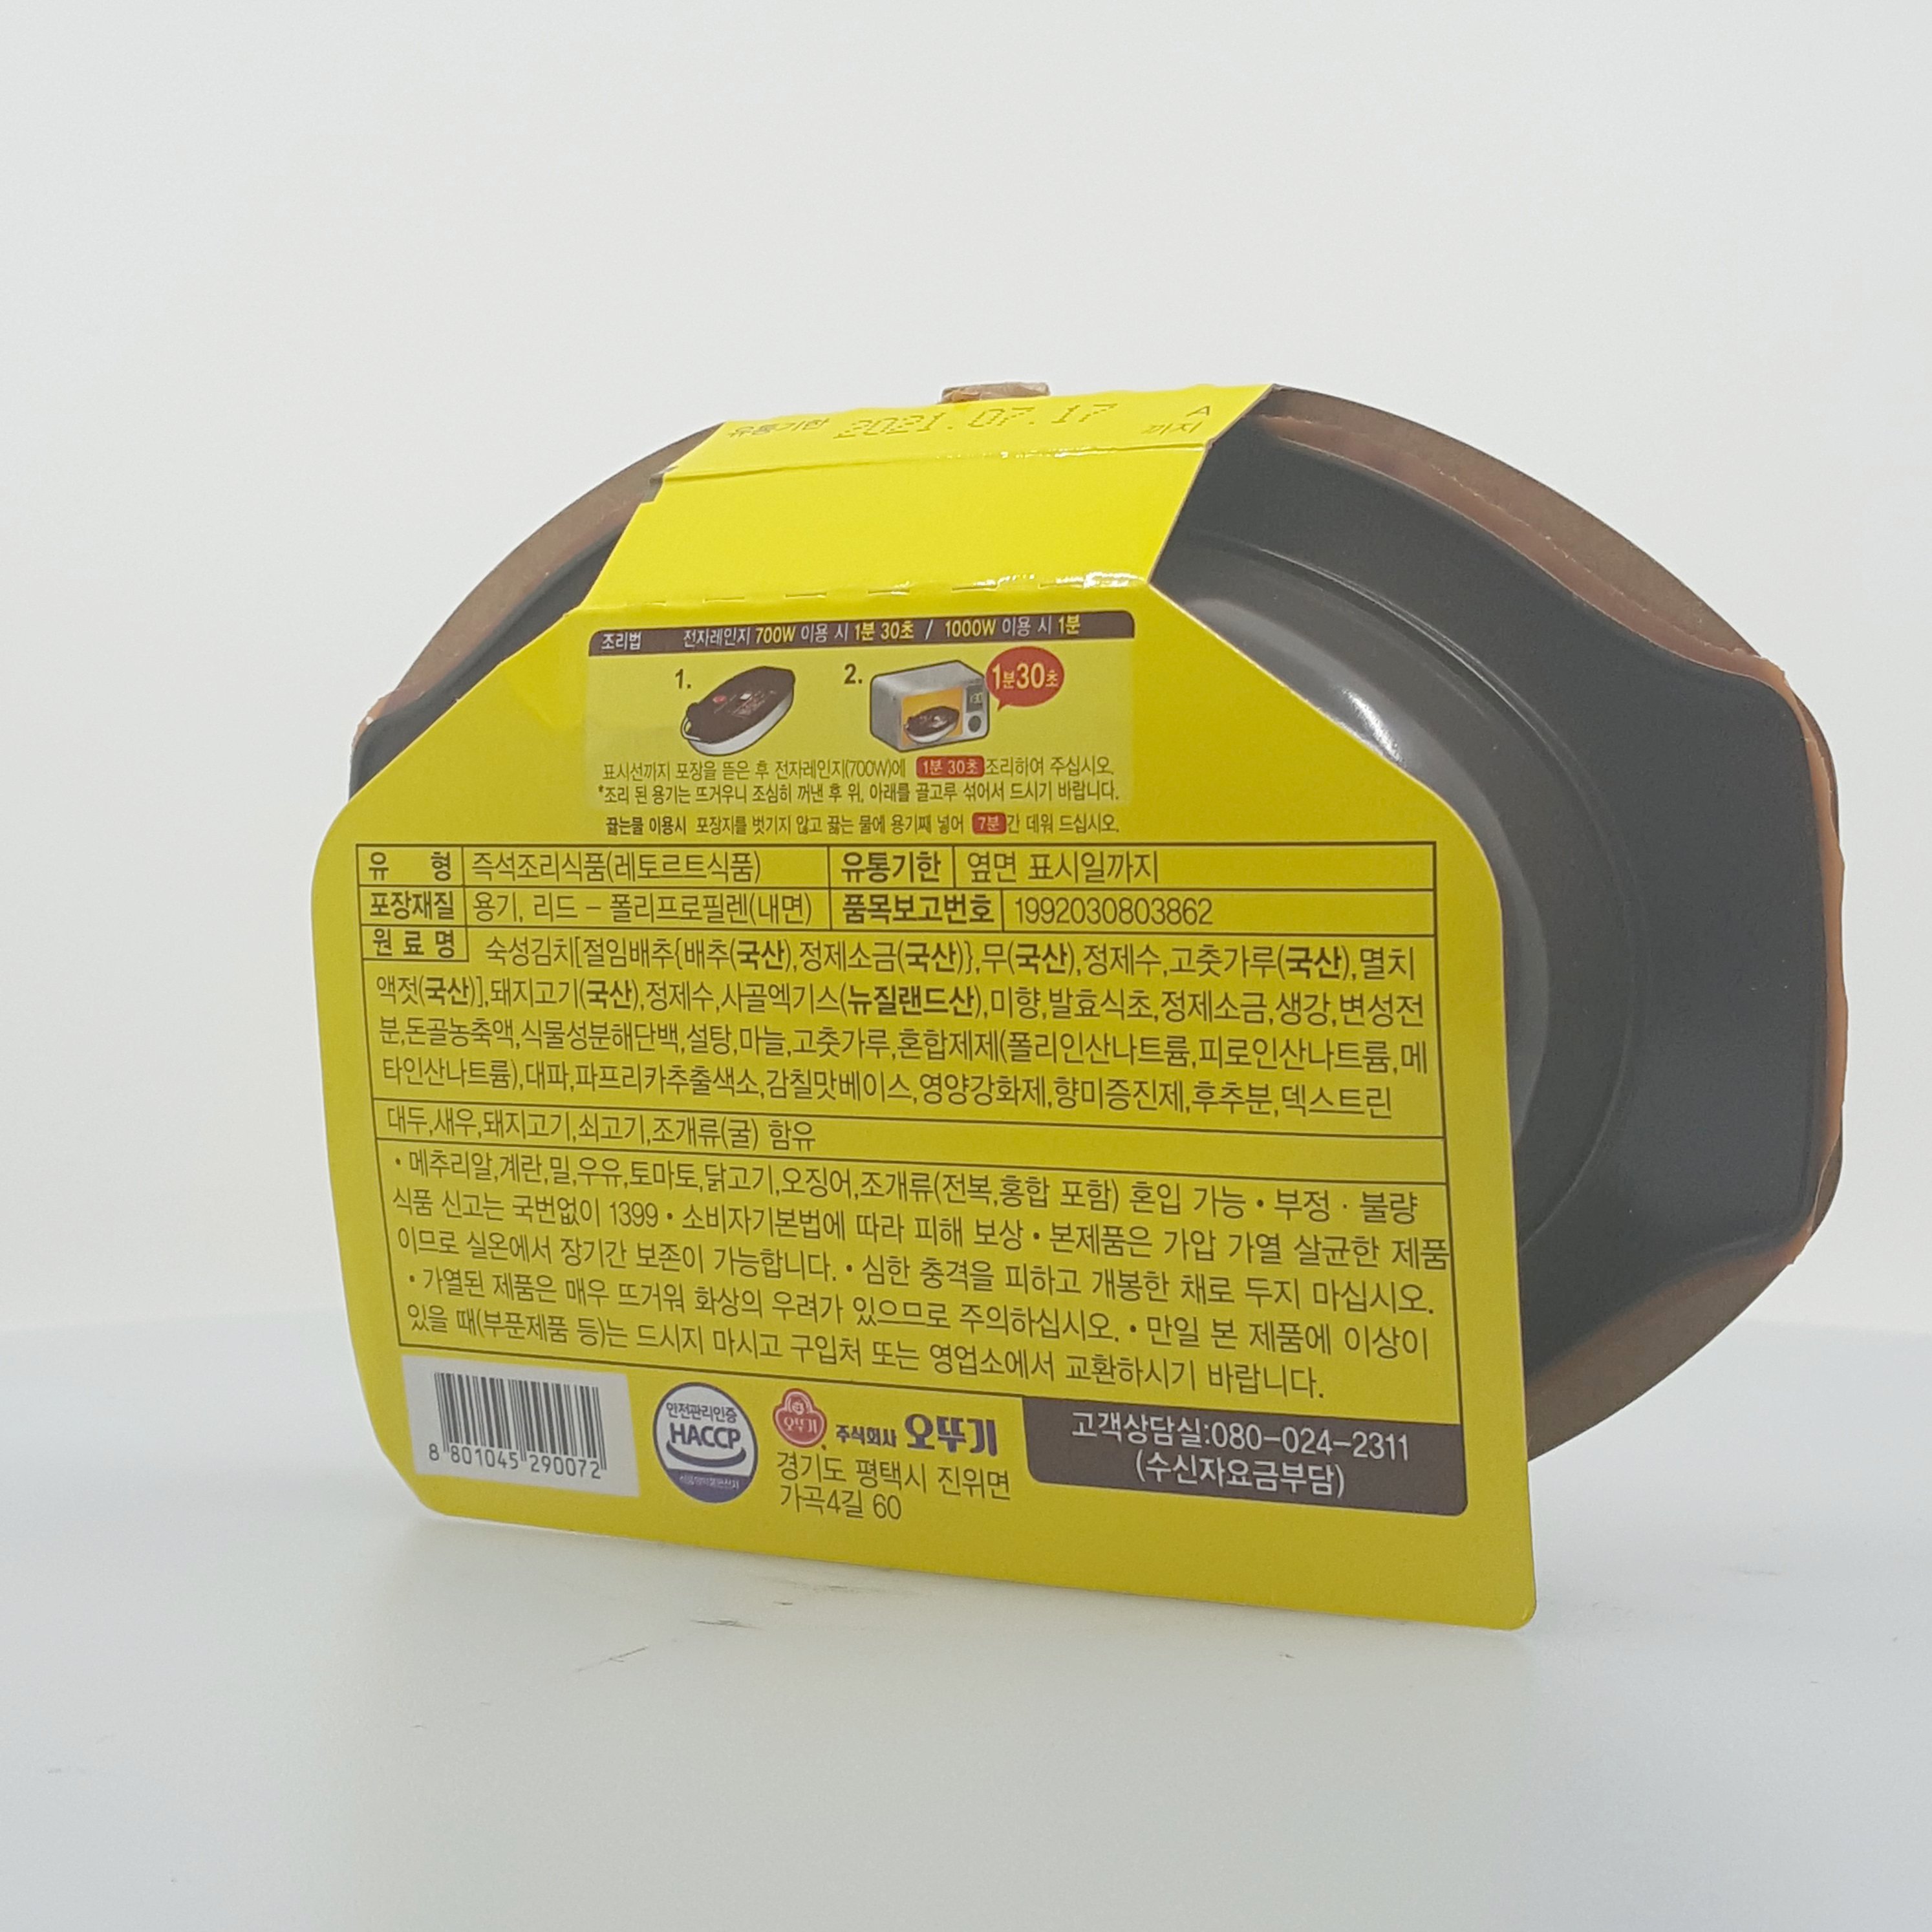 유통기한 2021.07.17 A
까지
조리법 전자레인지 700W 이용 시 1분 30초 / 1000W 이용 시 1분
1. 2. 1분30초
표시선까지 포장을 뜯은 후 전자레인지(700W)에 1분 30초 조리하여 주십시오.
*조리 된 용기는 뜨거우니 조심히 꺼낸 후 위, 아래를 골고루 섞어서 드시기 바랍니다.
끓는물 이용시 포장지를 벗기지 않고 끓는 물에 용기째 넣어 7분간 데워 드십시오.
유 형 즉석조리식품(레토르트식품) 유통기한 옆면 표시일까지
포장재질 용기, 리드 - 폴리프로필렌(내면) 품목보고번호 1992030803862
원 료 명 숙성김치[절임배추{배추(국산),정제소금(국산)},무(국산),정제수,고춧가루(국산),멸치
액젓(국산)],돼지고기(국산),정제수,사골엑기스(뉴질랜드산),미향,발효식초,정제소금,생강,변성전
분,돈골농축액,식물성분해단백,설탕,마늘,고춧가루,혼합제제(폴리인산나트륨,피로인산나트륨,메
타인산나트륨),대파,파프리카추출색소,감칠맛베이스,영양강화제,향미증진제,후추분,덱스트린
대두,새우,돼지고기,쇠고기,조개류(굴) 함유
• 메추리알,계란,밀,우유,토마토,닭고기,오징어,조개류(전복,홍합 포함) 혼입 가능 • 부정 · 불량
식품 신고는 국번없이 1399 • 소비자기본법에 따라 피해 보상 • 본제품은 가압 가열 살균한 제품
이므로 실온에서 장기간 보존이 가능합니다. • 심한 충격을 피하고 개봉한 채로 두지 마십시오.
• 가열된 제품은 매우 뜨거워 화상의 우려가 있으므로 주의하십시오. • 만일 본 제품에 이상이
있을 때(부푼제품 등)는 드시지 마시고 구입처 또는 영업소에서 교환하시기 바랍니다.
8 801045 290072
안전관리인증
HACCP
식품의약품안전처
오뚜기 주식회사 오뚜기
경기도 평택시 진위면
가곡4길 60
고객상담실:080-024-2311
(수신자요금부담)